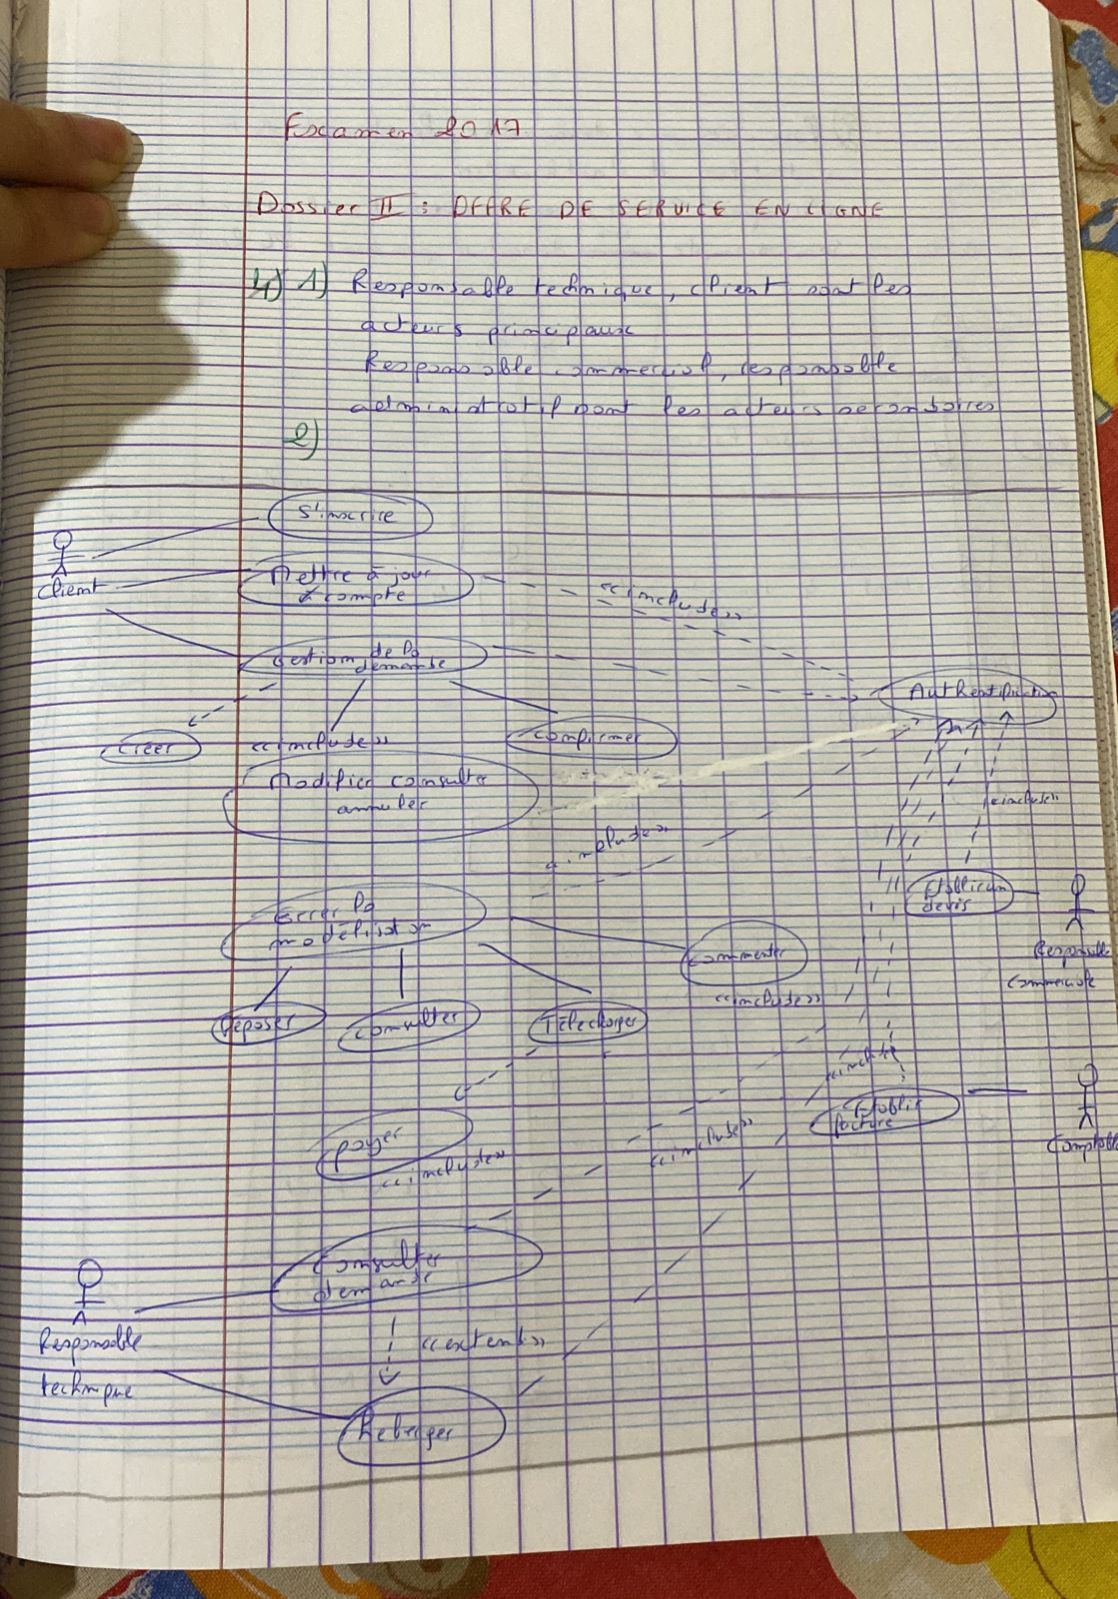 Examen 2017
Dossier II : OFFRE DE SERVICE EN LIGNE
4) 1) Responsable technique, client sont les
acteurs principaux
Responsable commercial, responsable
administratif sont les acteurs secondaires
2)
S'inscrire
Client
Mettre à jour
compte
<<include>>
Gestion de la
demande
Authentification
Créer
<<include>>
Confirmer
Modifier consulter
annuler
<<include>>
<<include>>
Etablir un
devis
Responsable
Commerciale
Gerer la
modélisation
Commenter
<<include>>
Déposer
Consulter
Télécharger
<<include>>
Etablir
facture
Comptable
payer
<<include>>
<<include>>
Consulter
demande
Responsable
technique
<<extend>>
heberger